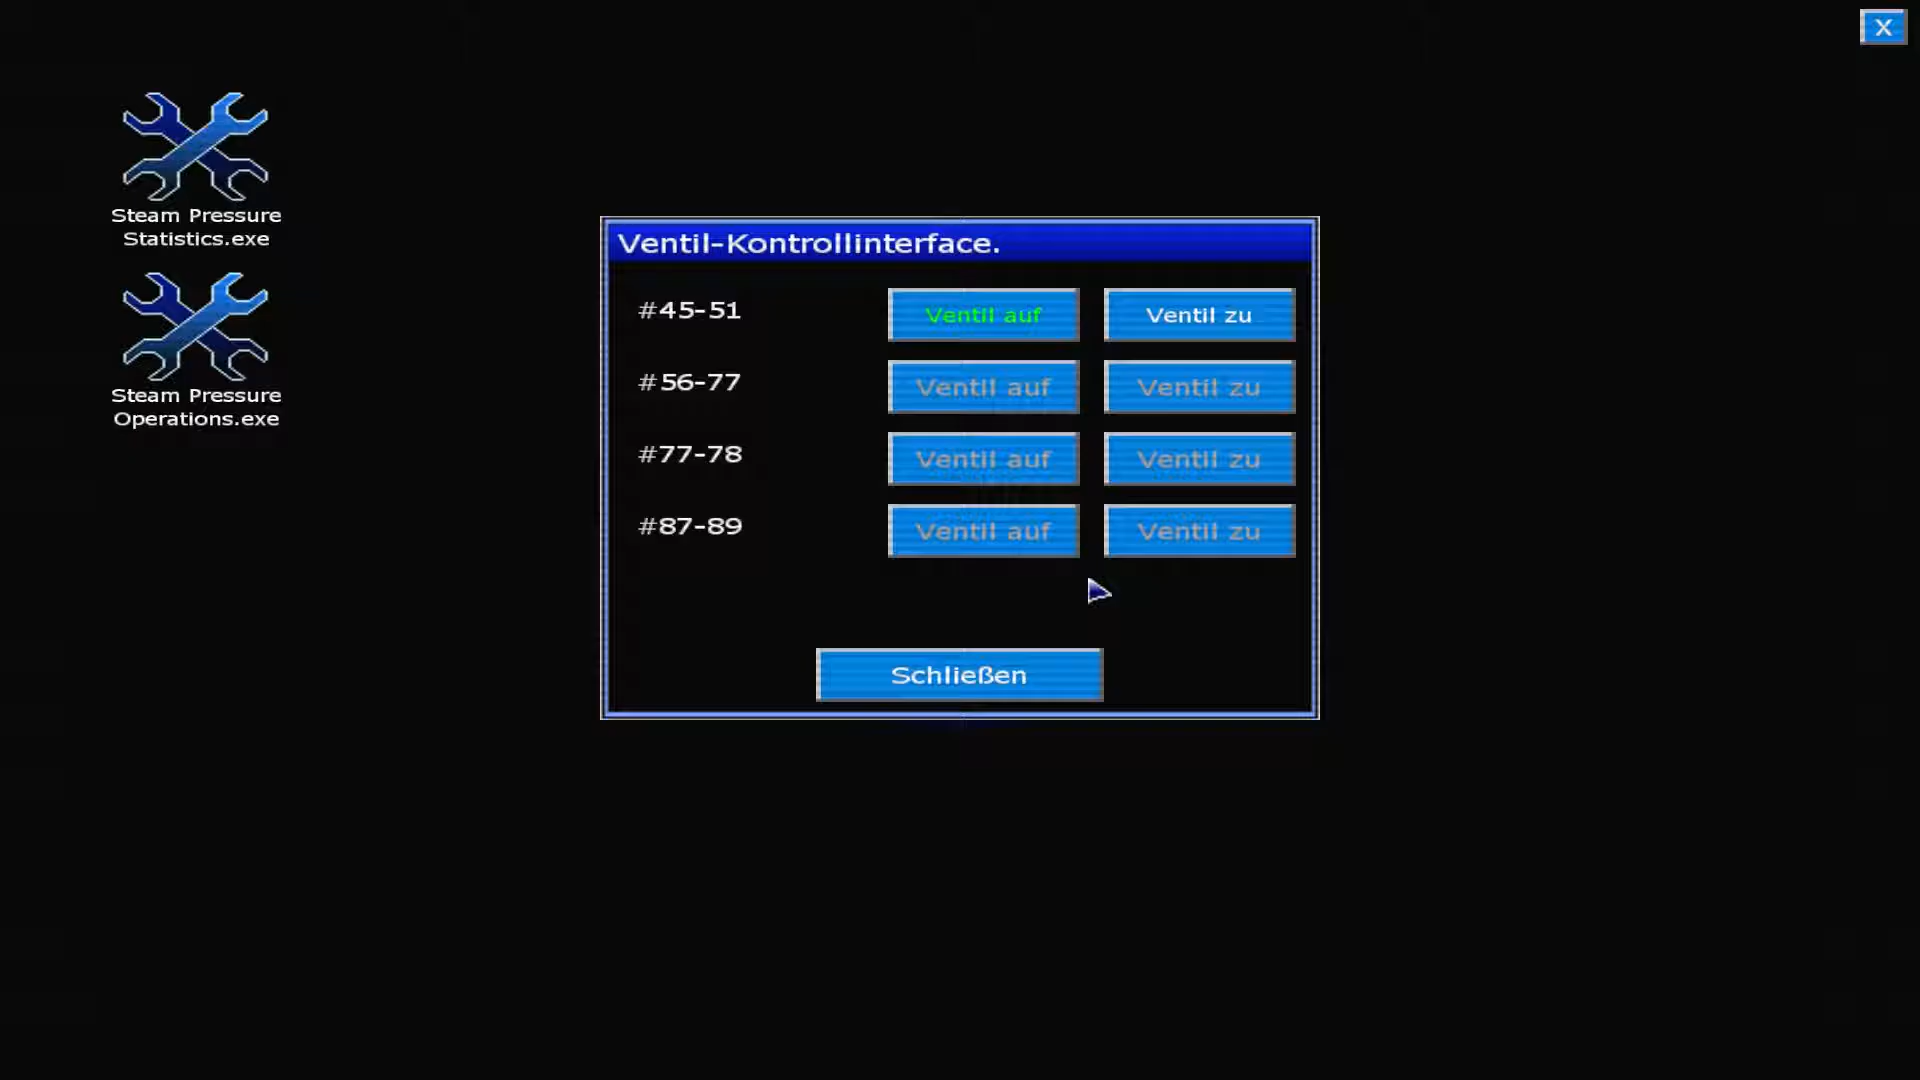 X
Steam Pressure
Statistics.exe
Steam Pressure
Operations.exe
Ventil-Kontrollinterface.
#45-51 Ventil auf Ventil zu
#56-77 Ventil auf Ventil zu
#77-78 Ventil auf Ventil zu
#87-89 Ventil auf Ventil zu
Schließen